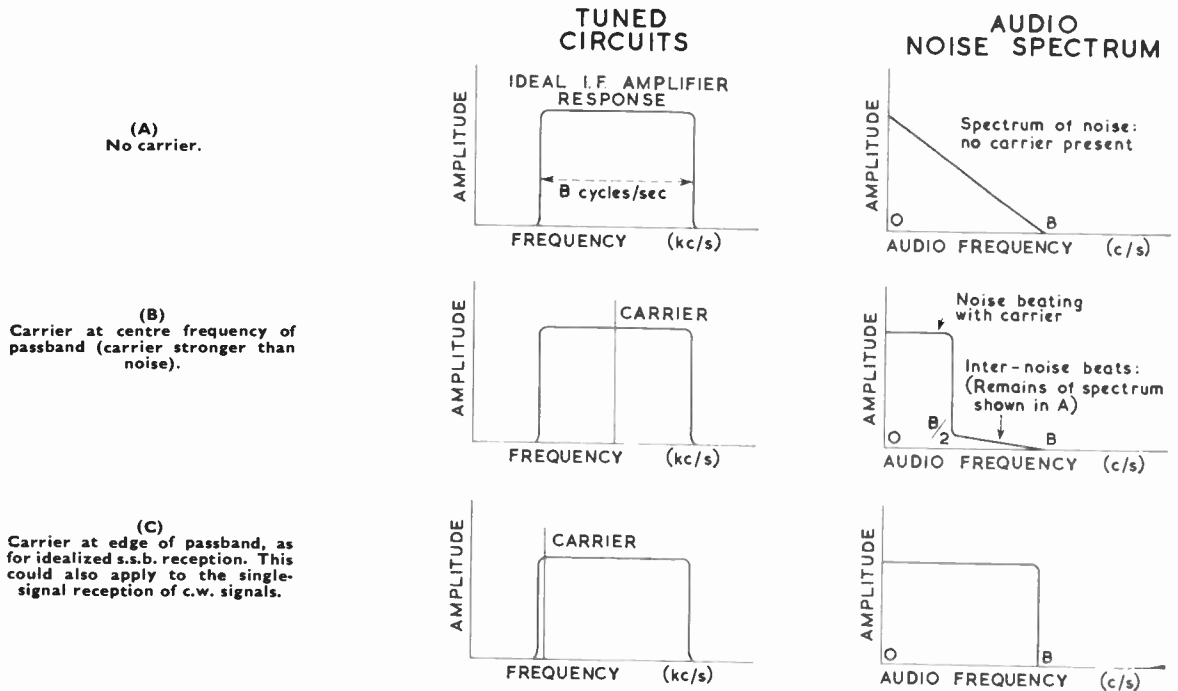 TUNED
CIRCUITS
AUDIO
NOISE SPECTRUM
(A)
No carrier.
IDEAL I.F. AMPLIFIER
RESPONSE
AMPLITUDE
B cycles/sec
FREQUENCY (kc/s)
AMPLITUDE
Spectrum of noise:
no carrier present
O
B
AUDIO FREQUENCY (c/s)
(B)
Carrier at centre frequency of
passband (carrier stronger than
noise).
AMPLITUDE
CARRIER
FREQUENCY (kc/s)
AMPLITUDE
Noise beating
with carrier
Inter-noise beats:
(Remains of spectrum
shown in A)
O
B/2
B
AUDIO FREQUENCY (c/s)
(C)
Carrier at edge of passband, as
for idealized s.s.b. reception. This
could also apply to the single-
signal reception of c.w. signals.
AMPLITUDE
CARRIER
FREQUENCY (kc/s)
AMPLITUDE
O
B
AUDIO FREQUENCY (c/s)